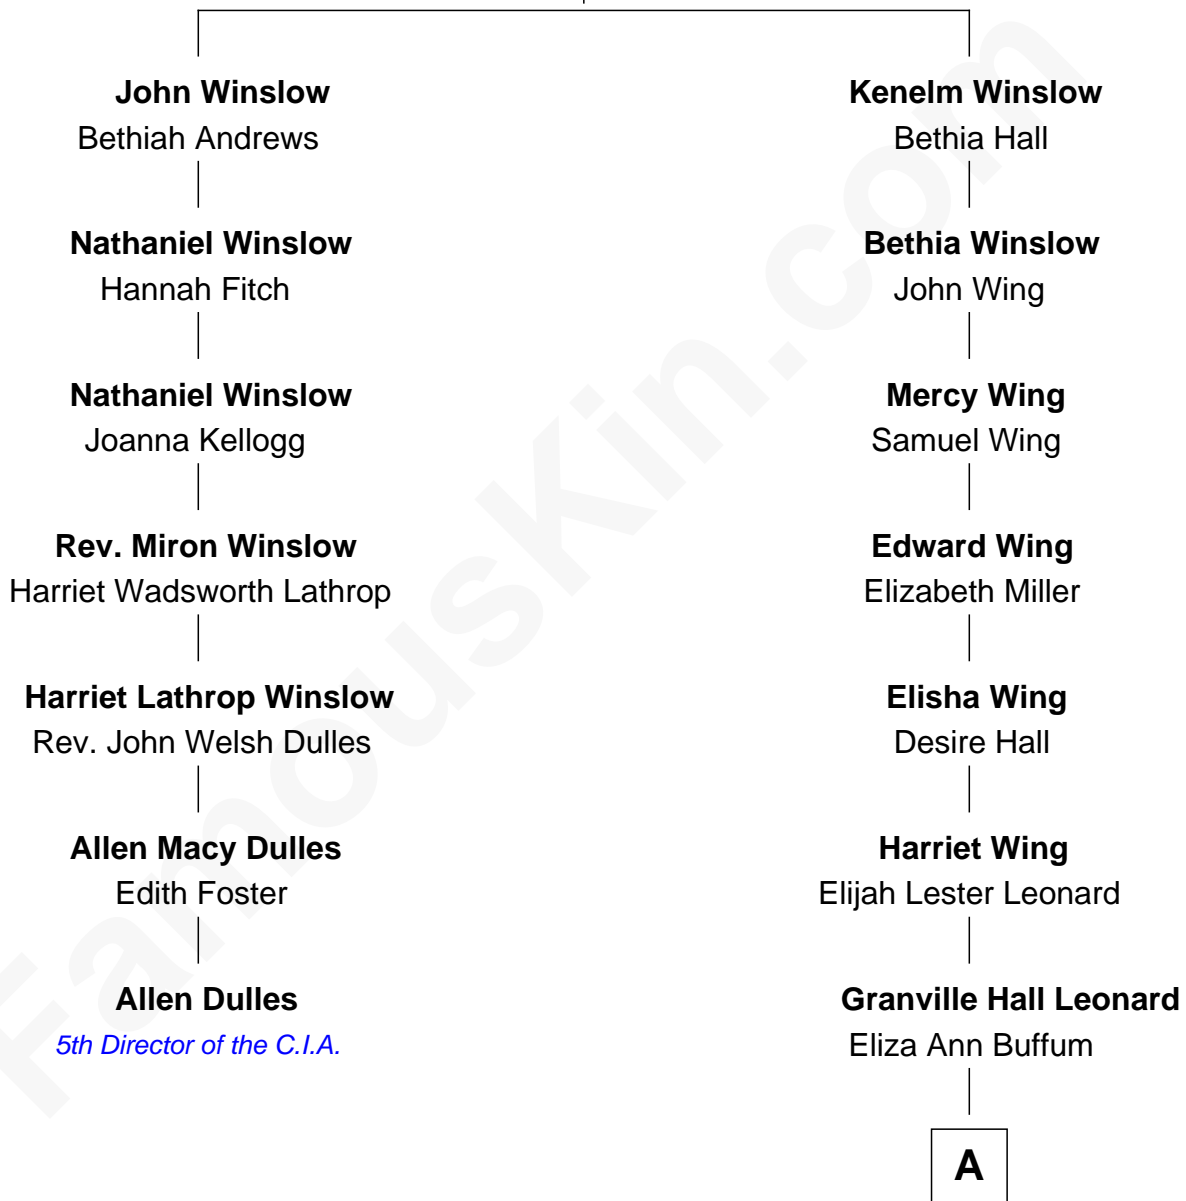 John Winslow
Bethiah Andrews
Nathaniel Winslow
Hannah Fitch
Nathaniel Winslow
Joanna Kellogg
Rev. Miron Winslow
Harriet Wadsworth Lathrop
Harriet Lathrop Winslow
Rev. John Welsh Dulles
Allen Macy Dulles
Edith Foster
Allen Dulles
5th Director of the C.I.A.
Kenelm Winslow
Bethia Hall
Bethia Winslow
John Wing
Mercy Wing
Samuel Wing
Edward Wing
Elizabeth Miller
Elisha Wing
Desire Hall
Harriet Wing
Elijah Lester Leonard
Granville Hall Leonard
Eliza Ann Buffum
A
FamousKin.com